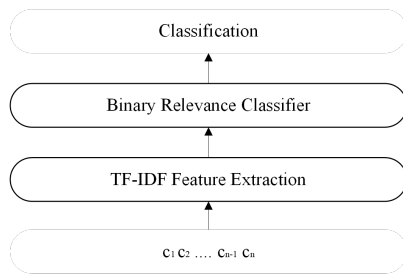 Classification
Binary Relevance Classifier
TF-IDF Feature Extraction
c1 c2 .... cn-1 cn